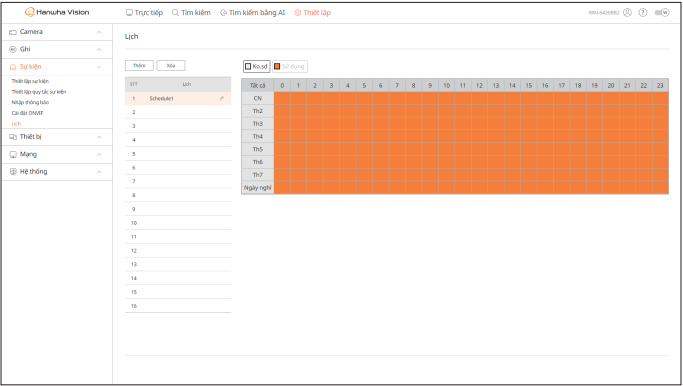 Hanwha Vision
Trực tiếp Tìm kiếm Tìm kiếm bằng AI Thiết lập
Camera
Ghi
Sự kiện
Thiết lập sự kiện
Thiết lập quy tắc sự kiện
Nhập thông báo
Cài đặt ONVIF
Lịch
Thiết bị
Mạng
Hệ thống
Lịch
Thêm Xóa
STT Lịch
1 Schedule1
2
3
4
5
6
7
8
9
10
11
12
13
14
15
16
Ko.sd Sử dụng
Tất cả 0 1 2 3 4 5 6 7 8 9 10 11 12 13 14 15 16 17 18 19 20 21 22 23
CN
Th2
Th3
Th4
Th5
Th6
Th7
Ngày nghỉ